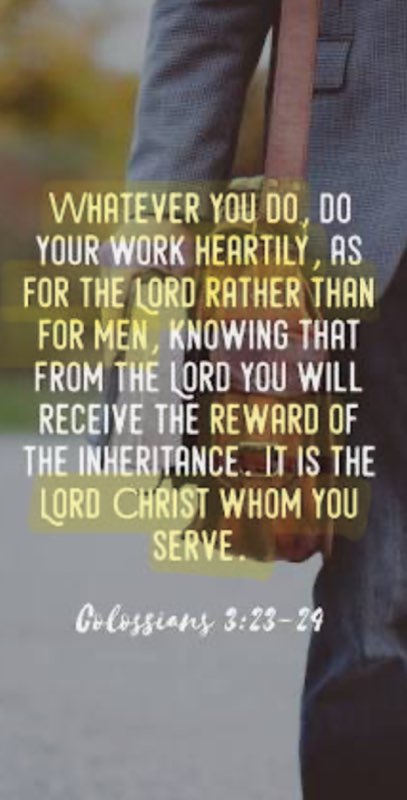 WHATEVER YOU DO, DO
YOUR WORK HEARTILY, AS
FOR THE LORD RATHER THAN
FOR MEN, KNOWING THAT
FROM THE LORD YOU WILL
RECEIVE THE REWARD OF
THE INHERITANCE. IT IS THE
LORD CHRIST WHOM YOU
SERVE.
Colossians 3:23-24